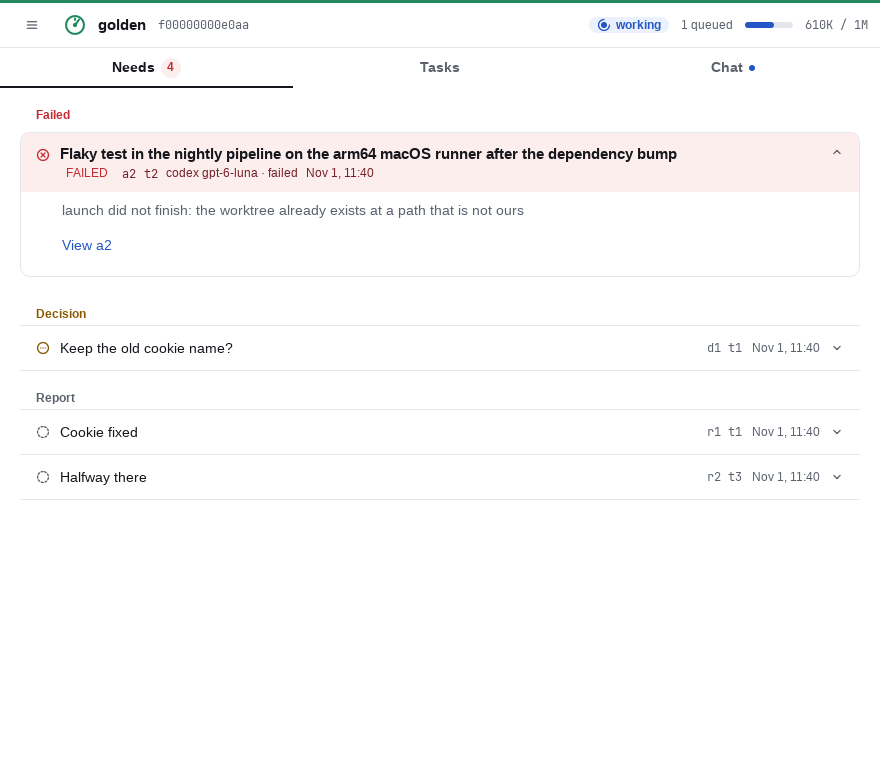 golden f00000000e0aa working 1 queued 610K / 1M
Needs 4 Tasks Chat
Failed
Flaky test in the nightly pipeline on the arm64 macOS runner after the dependency bump
FAILED a2 t2 codex gpt-6-luna · failed Nov 1, 11:40
launch did not finish: the worktree already exists at a path that is not ours
View a2
Decision
Keep the old cookie name? d1 t1 Nov 1, 11:40
Report
Cookie fixed r1 t1 Nov 1, 11:40
Halfway there r2 t3 Nov 1, 11:40